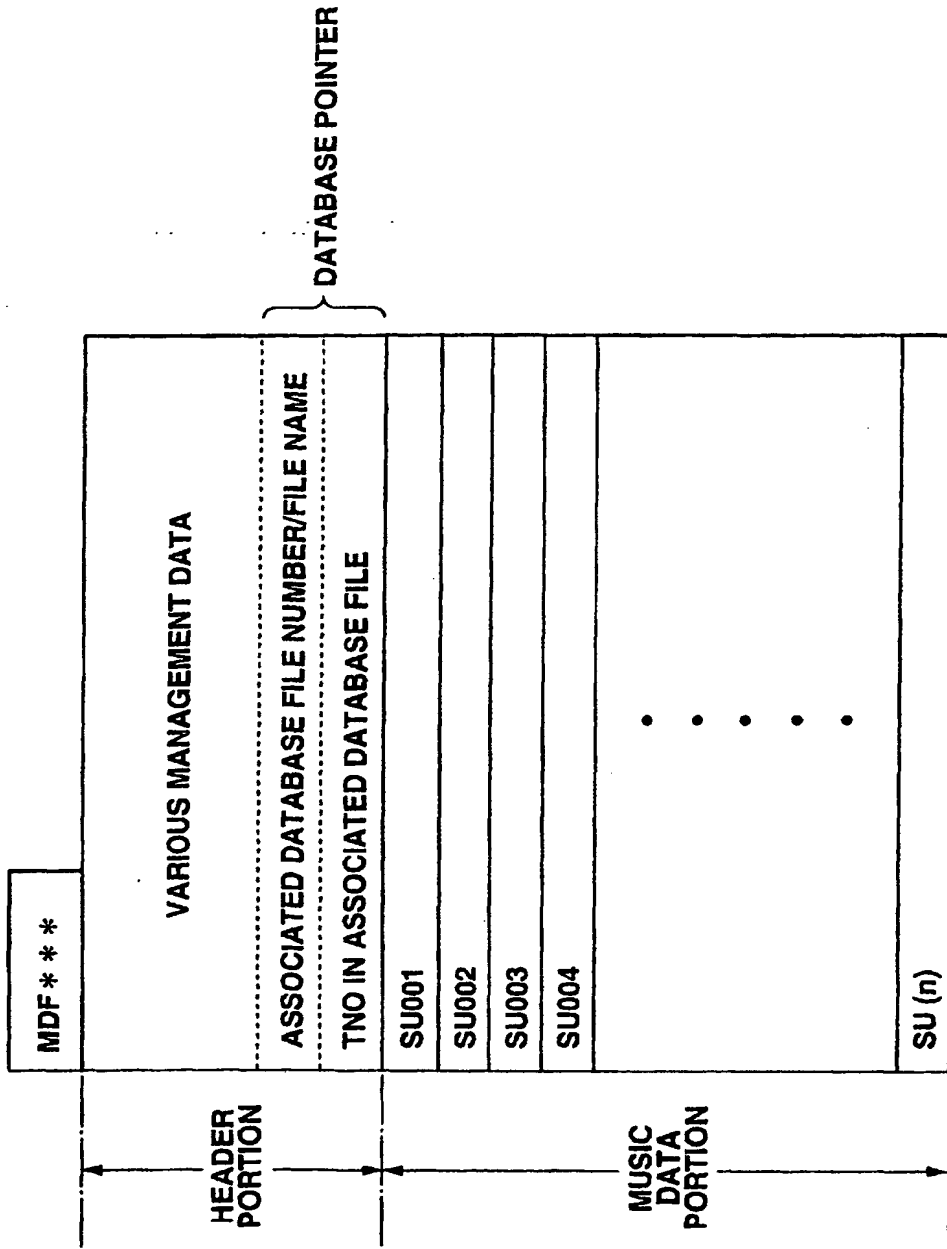 MDF***
VARIOUS MANAGEMENT DATA
ASSOCIATED DATABASE FILE NUMBER/FILE NAME
TNO IN ASSOCIATED DATABASE FILE
DATABASE POINTER
HEADER
PORTION
SU001
SU002
SU003
SU004
SU (n)
MUSIC
DATA
PORTION